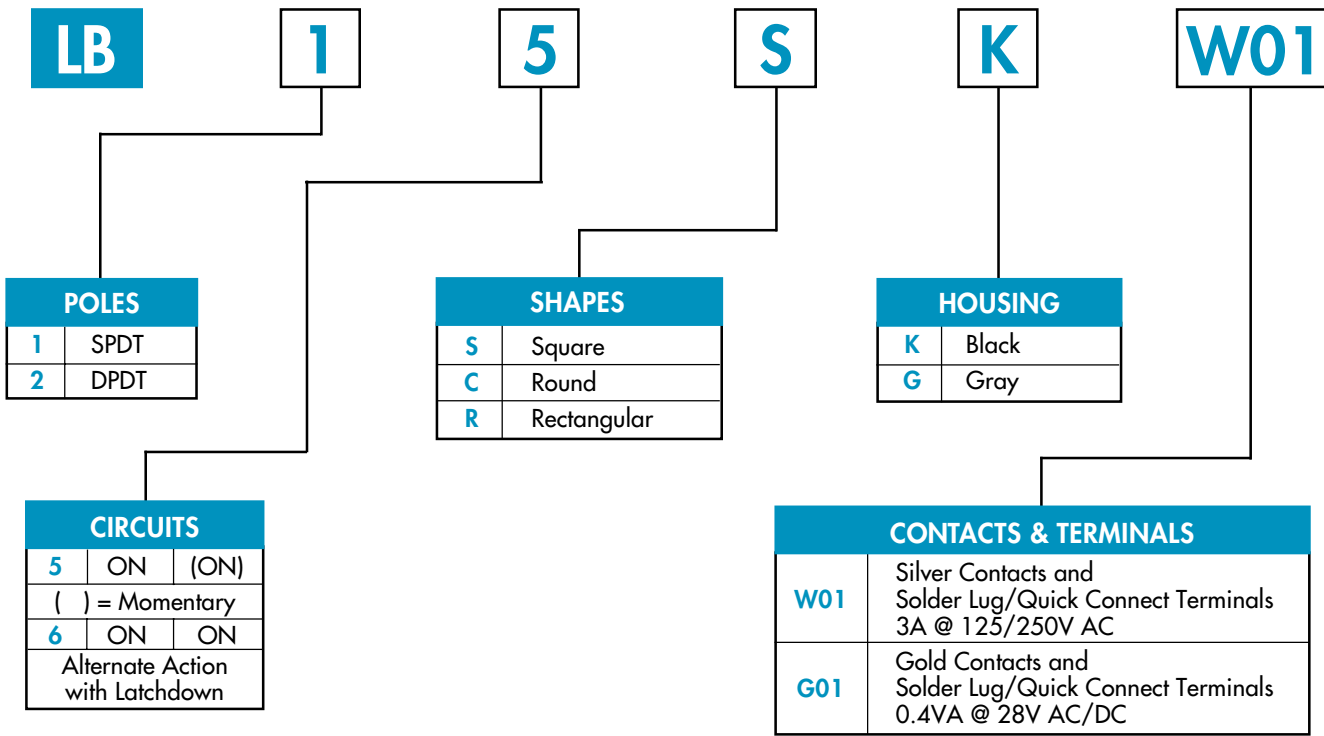 LB 1 5 S K W01
POLES
1 SPDT
2 DPDT
SHAPES
S Square
C Round
R Rectangular
HOUSING
K Black
G Gray
CIRCUITS
5 ON (ON)
( ) = Momentary
6 ON ON
Alternate Action
with Latchdown
CONTACTS & TERMINALS
W01
Silver Contacts and
Solder Lug/Quick Connect Terminals
3A @ 125/250V AC
G01
Gold Contacts and
Solder Lug/Quick Connect Terminals
0.4VA @ 28V AC/DC